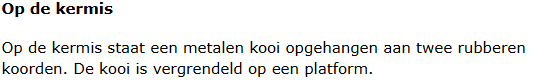 Op de kermis
Op de kermis staat een metalen kooi opgehangen aan twee rubberen
koorden. De kooi is vergrendeld op een platform.